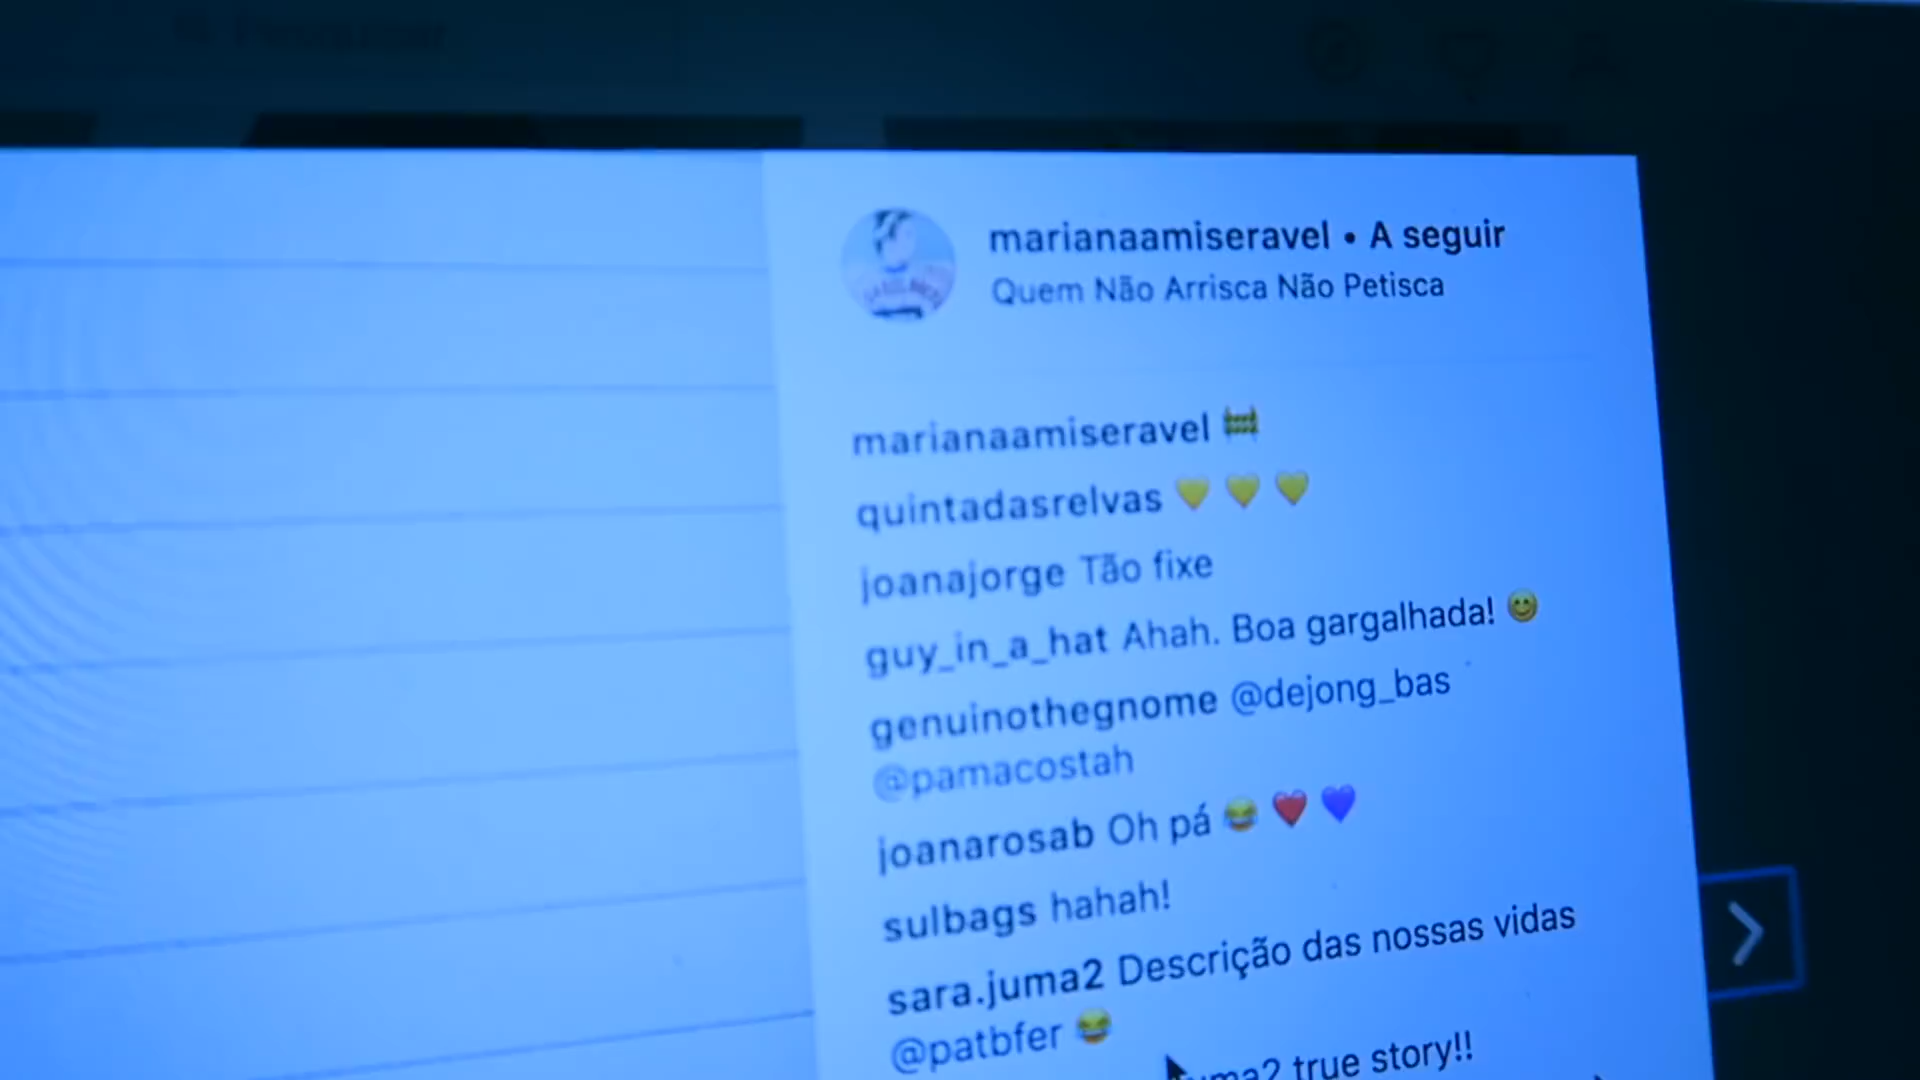 Pesquisar
marianaamiseravel • A seguir
Quem Não Arrisca Não Petisca
marianaamiseravel
quintadasrelvas 💛 💛 💛
joanajorge Tão fixe
guy_in_a_hat Ahah. Boa gargalhada! 😊
genuinothegnome @dejong_bas
@pamacostah
joanarosab Oh pá 😂 ❤️ 💜
sulbags hahah!
sara.juma2 Descrição das nossas vidas
@patbfer 😂
true story!!